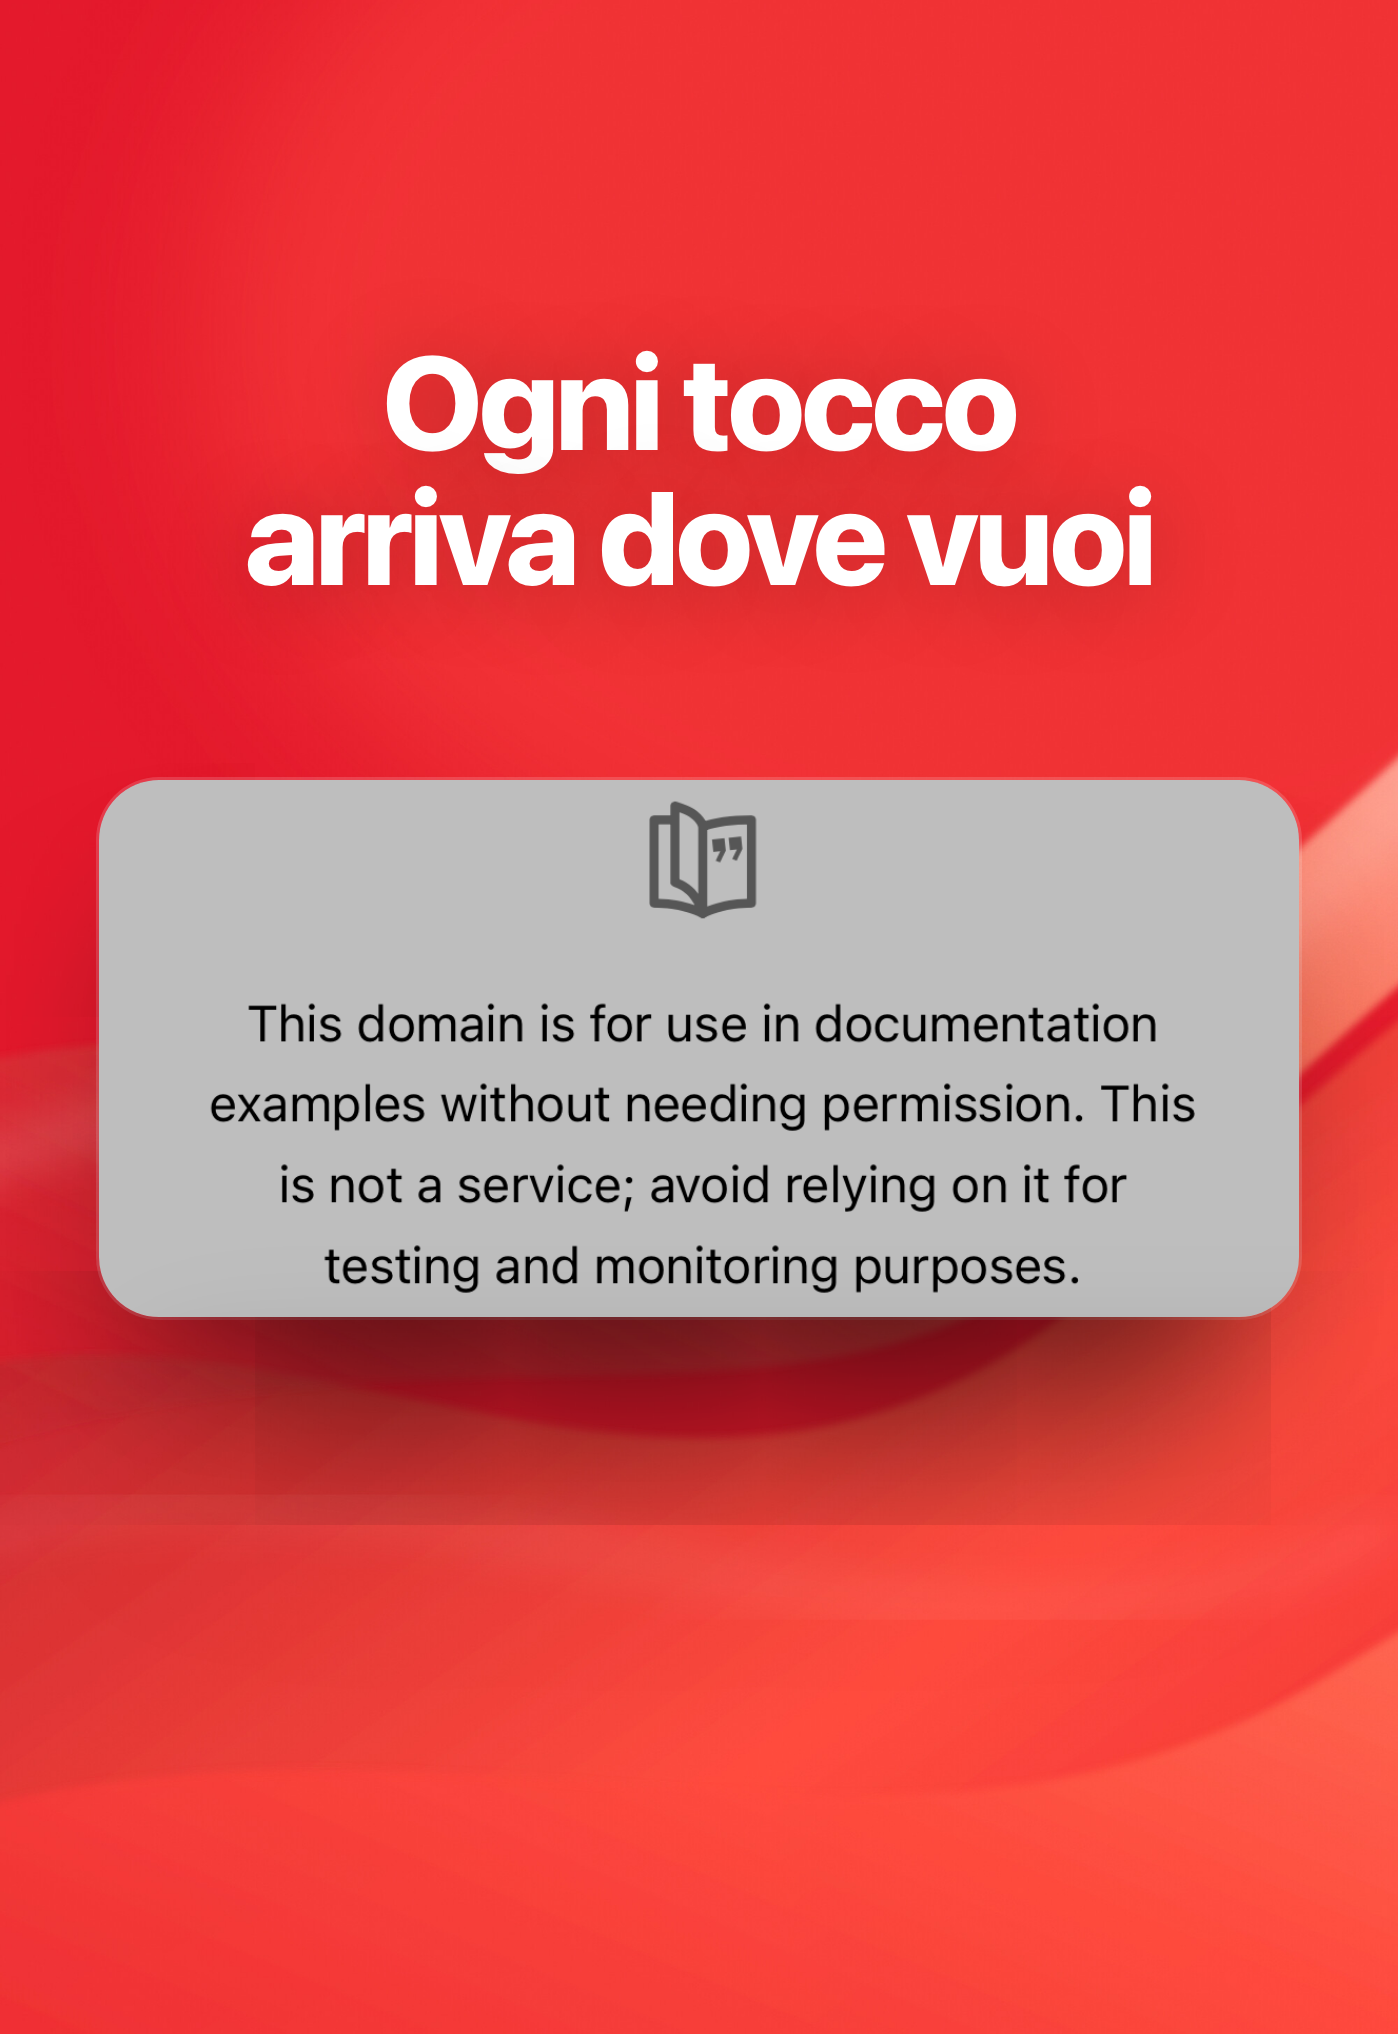 Ogni tocco
arriva dove vuoi
This domain is for use in documentation
examples without needing permission. This
is not a service; avoid relying on it for
testing and monitoring purposes.